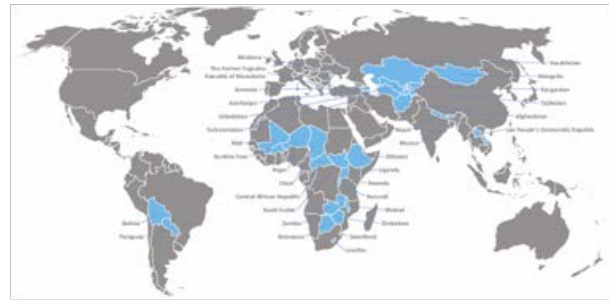 Moldova
The Former Yugoslav
Republic of Macedonia
Armenia
Azerbaijan
Uzbekistan
Turkmenistan
Mali
Burkina Faso
Niger
Chad
Central African Republic
South Sudan
Zambia
Botswana
Bolivia
Paraguay
Kazakhstan
Mongolia
Kyrgyzstan
Tajikistan
Afghanistan
Lao People's Democratic Republic
Nepal
Bhutan
Ethiopia
Uganda
Rwanda
Burundi
Malawi
Zimbabwe
Swaziland
Lesotho